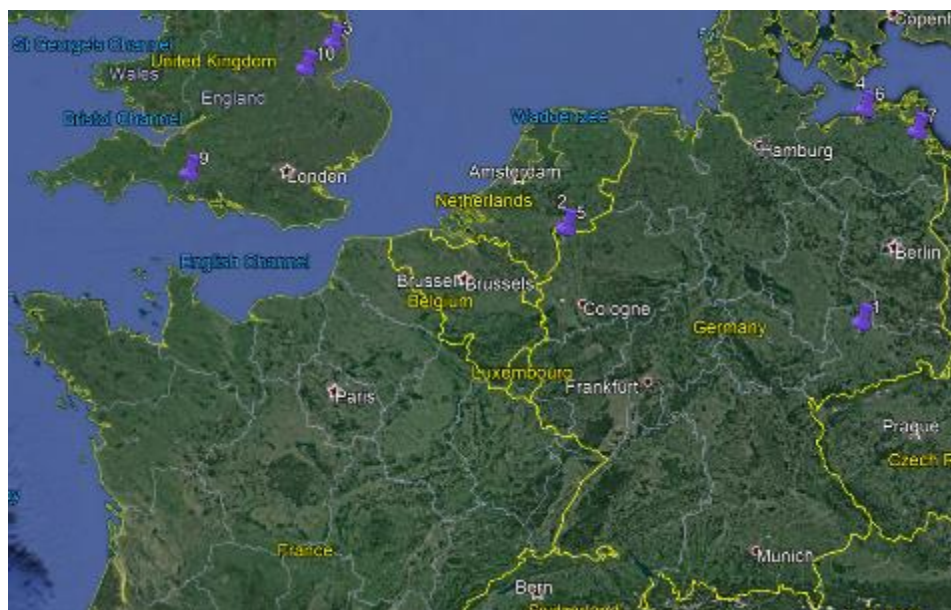 Copenh
St George's Channel
3
10
United Kingdom
Wales
England
4
6
Bristol Channel
Waddenzee
7
Hamburg
9
London
Amsterdam
Netherlands
2
5
Berlin
English Channel
Brussel
Brussels
Belgium
Cologne
1
Germany
Luxembourg
Frankfurt
Paris
Prague
Czech R
France
Munich
Bern
Switzerland